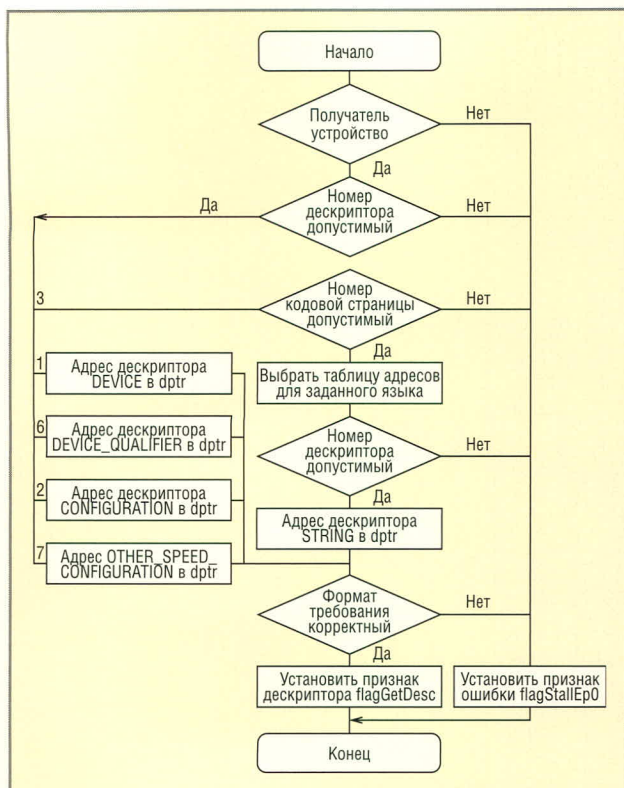 Начало
Получатель
устройство
Нет
Да
Номер
дескриптора
допустимый
Да
Нет
Номер
кодовой страницы
допустимый
3
Нет
Да
Выбрать таблицу адресов
для заданного языка
1
Адрес дескриптора
DEVICE в dptr
6
Адрес дескриптора
DEVICE_QUALIFIER в dptr
Номер
дескриптора
допустимый
Нет
Да
2
Адрес дескриптора
CONFIGURATION в dptr
Адрес дескриптора
STRING в dptr
7
Адрес OTHER_SPEED_
CONFIGURATION в dptr
Формат
требования
корректный
Нет
Да
Установить признак
дескриптора flagGetDesc
Установить признак
ошибки flagStallEp0
Конец